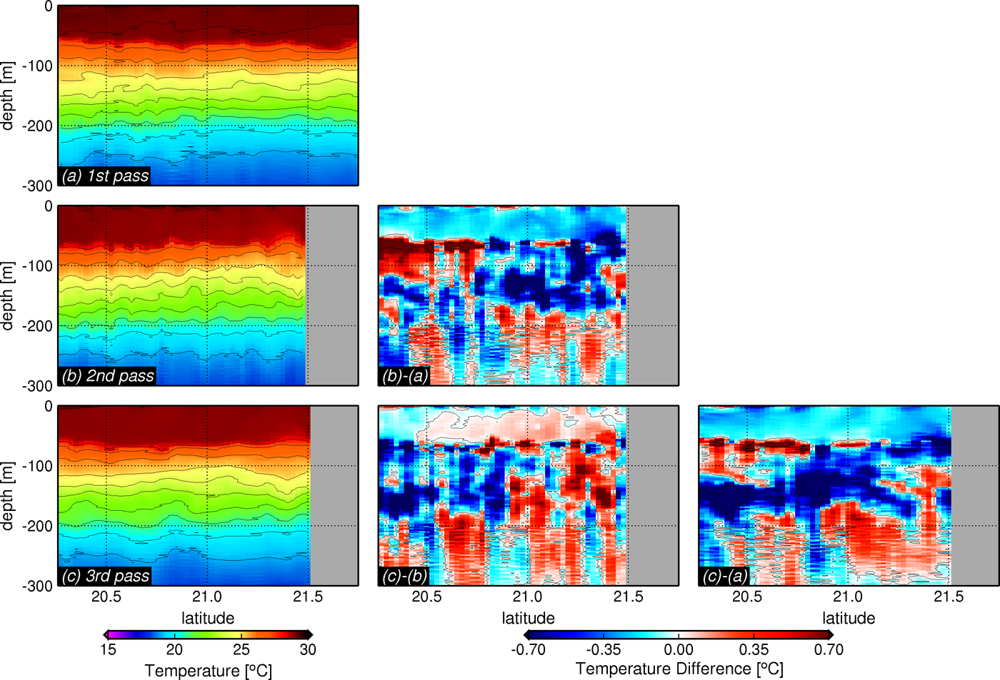 0
-100
-200
-300
depth [m]
(a) 1st pass
0
-100
-200
-300
depth [m]
(b) 2nd pass
(b)-(a)
0
-100
-200
-300
depth [m]
(c) 3rd pass
(c)-(b)
(c)-(a)
20.5 21.0 21.5
20.5 21.0 21.5
20.5 21.0 21.5
latitude
latitude
latitude
15 20 25 30
Temperature [°C]
-0.70 -0.35 0.00 0.35 0.70
Temperature Difference [°C]